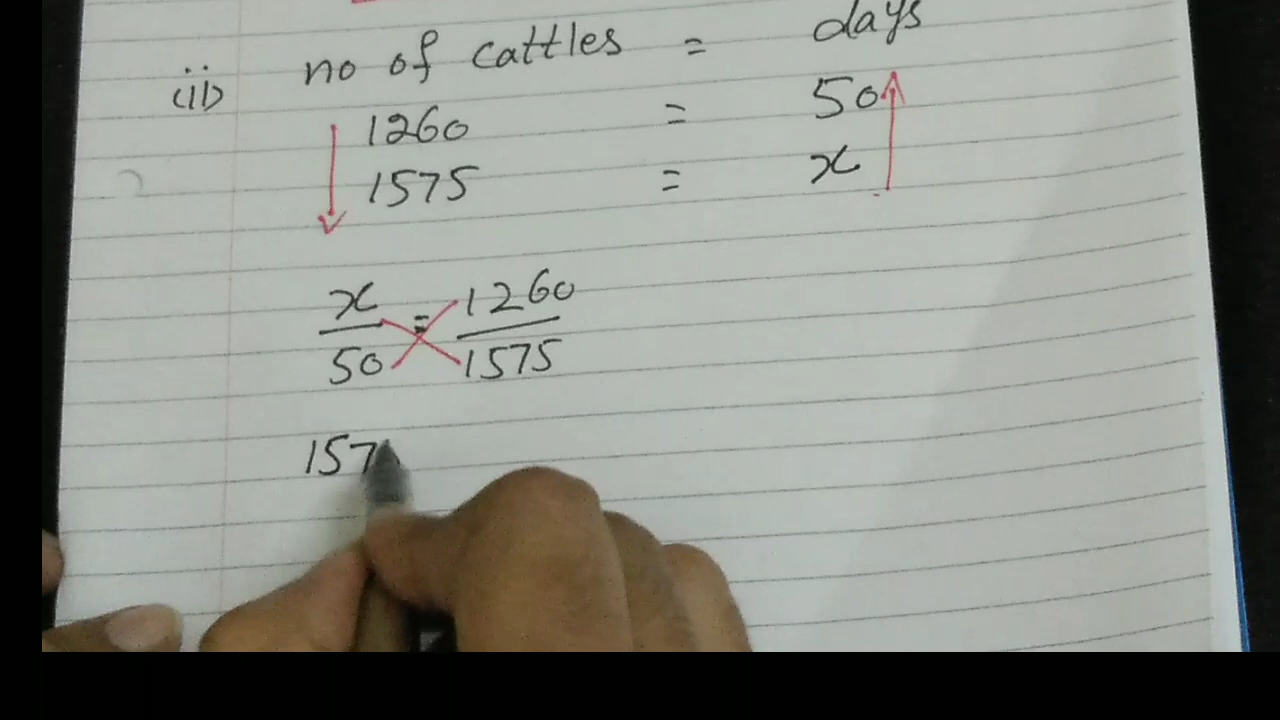 (ii) no of cattles = days
1260 = 50
1575 = x
x/50 = 1260/1575
157